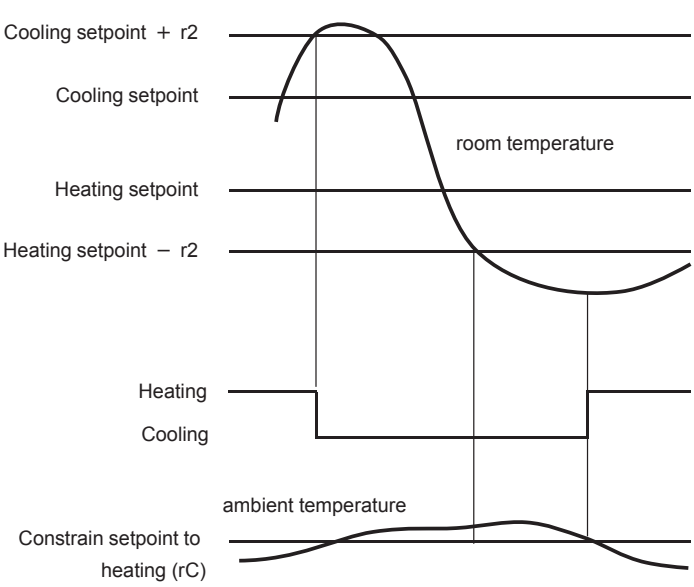 Cooling setpoint + r2
Cooling setpoint
room temperature
Heating setpoint
Heating setpoint − r2
Heating
Cooling
ambient temperature
Constrain setpoint to
heating (rC)